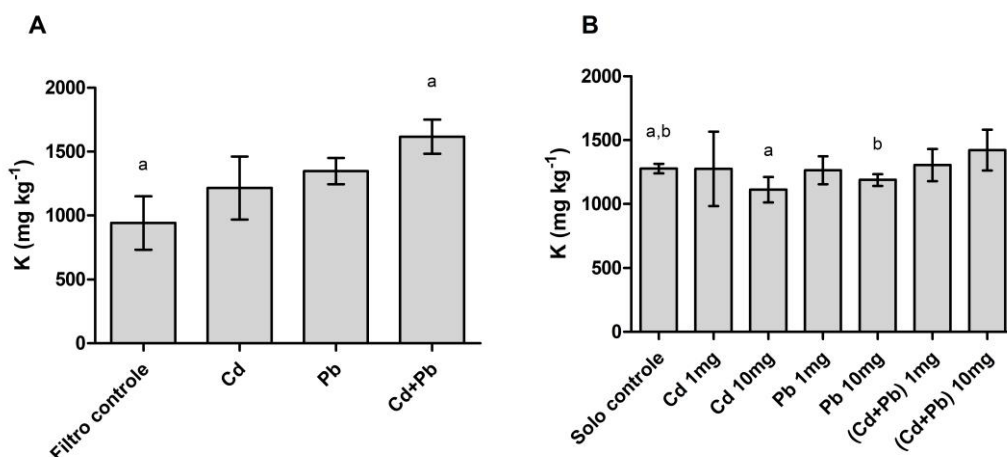 A
K (mg kg⁻¹)
2000
1500
1000
500
0
a
a
Filtro controle
Cd
Pb
Cd+Pb
B
K (mg kg⁻¹)
2000
1500
1000
500
0
a,b
a
b
Solo controle
Cd 1mg
Cd 10mg
Pb 1mg
Pb 10mg
(Cd+Pb) 1mg
(Cd+Pb) 10mg